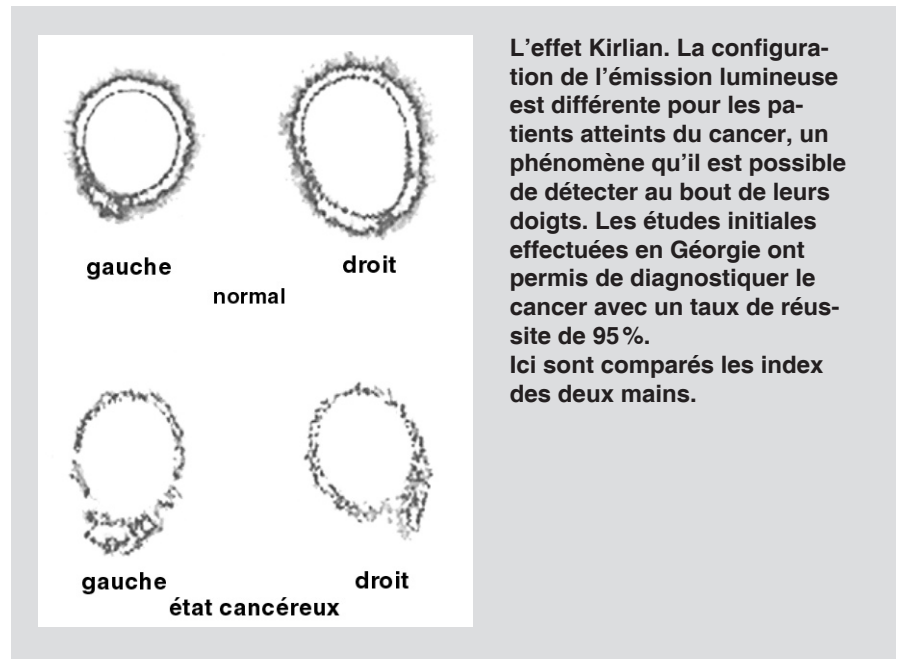 gauche
droit
normal
gauche
droit
état cancéreux
L'effet Kirlian. La configura-
tion de l'émission lumineuse
est différente pour les pa-
tients atteints du cancer, un
phénomène qu'il est possible
de détecter au bout de leurs
doigts. Les études initiales
effectuées en Géorgie ont
permis de diagnostiquer le
cancer avec un taux de réus-
site de 95 %.
Ici sont comparés les index
des deux mains.